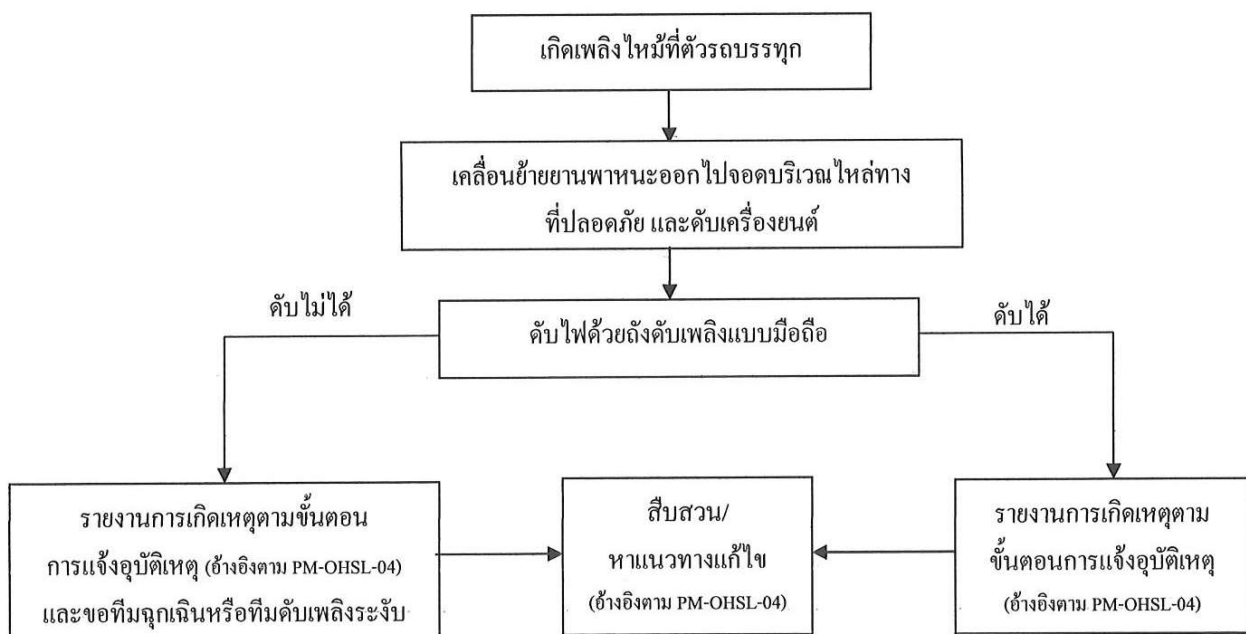 เกิดเพลิงไหม้ที่ตัวรถบรรทุก
เคลื่อนย้ายยานพาหนะออกไปจอดบริเวณไหล่ทาง
ที่ปลอดภัย และดับเครื่องยนต์
ดับไม่ได้
ดับไฟด้วยถังดับเพลิงแบบมือถือ
ดับได้
รายงานการเกิดเหตุตามขั้นตอน
การแจ้งอุบัติเหตุ (อ้างอิงตาม PM-OHSL-04)
และขอทีมฉุกเฉินหรือทีมดับเพลิงระงับ
สืบสวน/
หาแนวทางแก้ไข
(อ้างอิงตาม PM-OHSL-04)
รายงานการเกิดเหตุตาม
ขั้นตอนการแจ้งอุบัติเหตุ
(อ้างอิงตาม PM-OHSL-04)